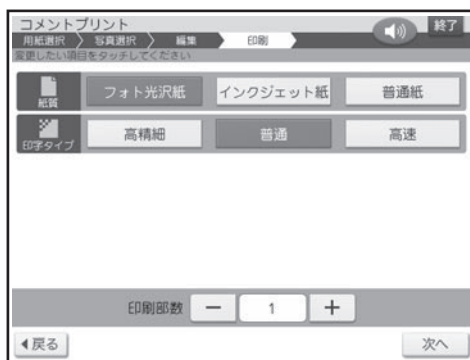 コメントプリント
終了
用紙選択 写真選択 編集 印刷
変更したい項目をタッチしてください
紙質 フォト光沢紙 インクジェット紙 普通紙
印字タイプ 高精細 普通 高速
印刷部数 − 1 +
戻る 次へ